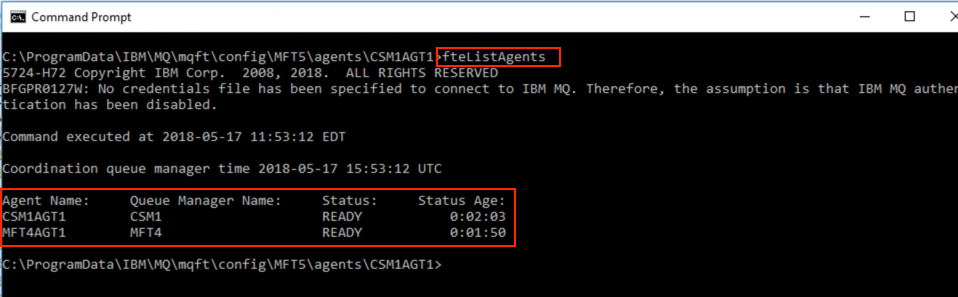 Command Prompt
C:\ProgramData\IBM\MQ\mqft\config\MFT5\agents\CSM1AGT1>fteListAgents
5724-H72 Copyright IBM Corp.  2008, 2018.  ALL RIGHTS RESERVED
BFGPR0127W: No credentials file has been specified to connect to IBM MQ. Therefore, the assumption is that IBM MQ authen
tication has been disabled.
Command executed at 2018-05-17 11:53:12 EDT
Coordination queue manager time 2018-05-17 15:53:12 UTC
Agent Name:     Queue Manager Name:     Status:     Status Age:
CSM1AGT1        CSM1                    READY           0:02:03
MFT4AGT1        MFT4                    READY           0:01:50
C:\ProgramData\IBM\MQ\mqft\config\MFT5\agents\CSM1AGT1>